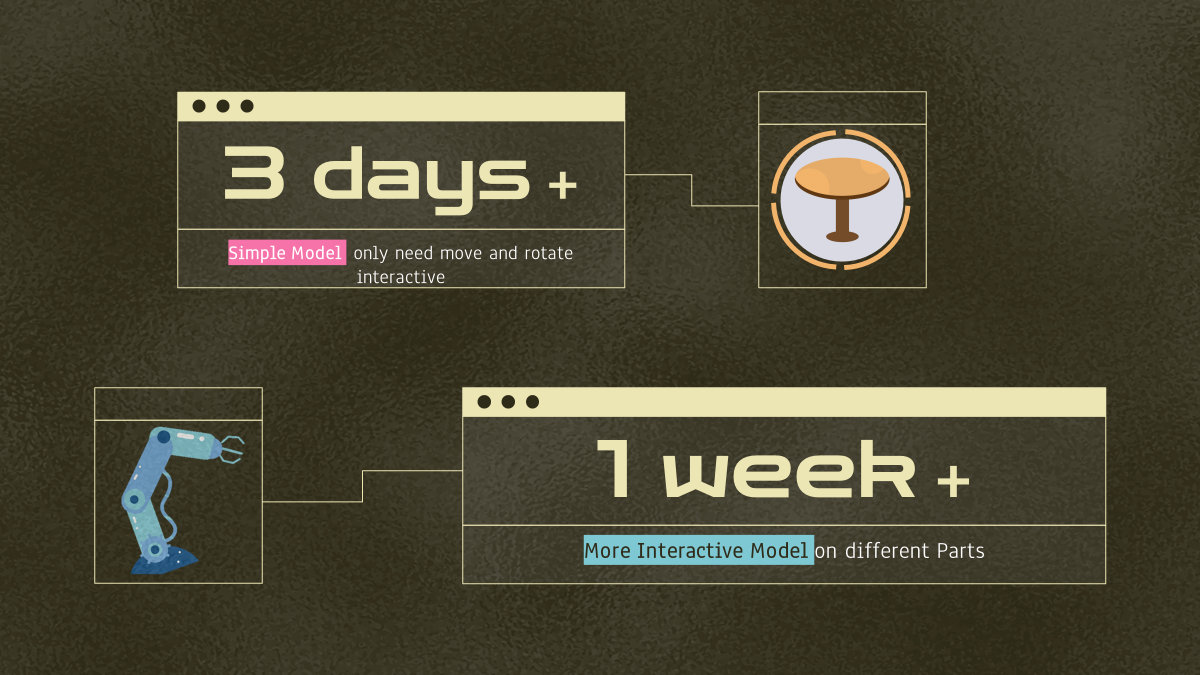 3 days +
Simple Model only need move and rotate
interactive
1 week +
More Interactive Model on different Parts